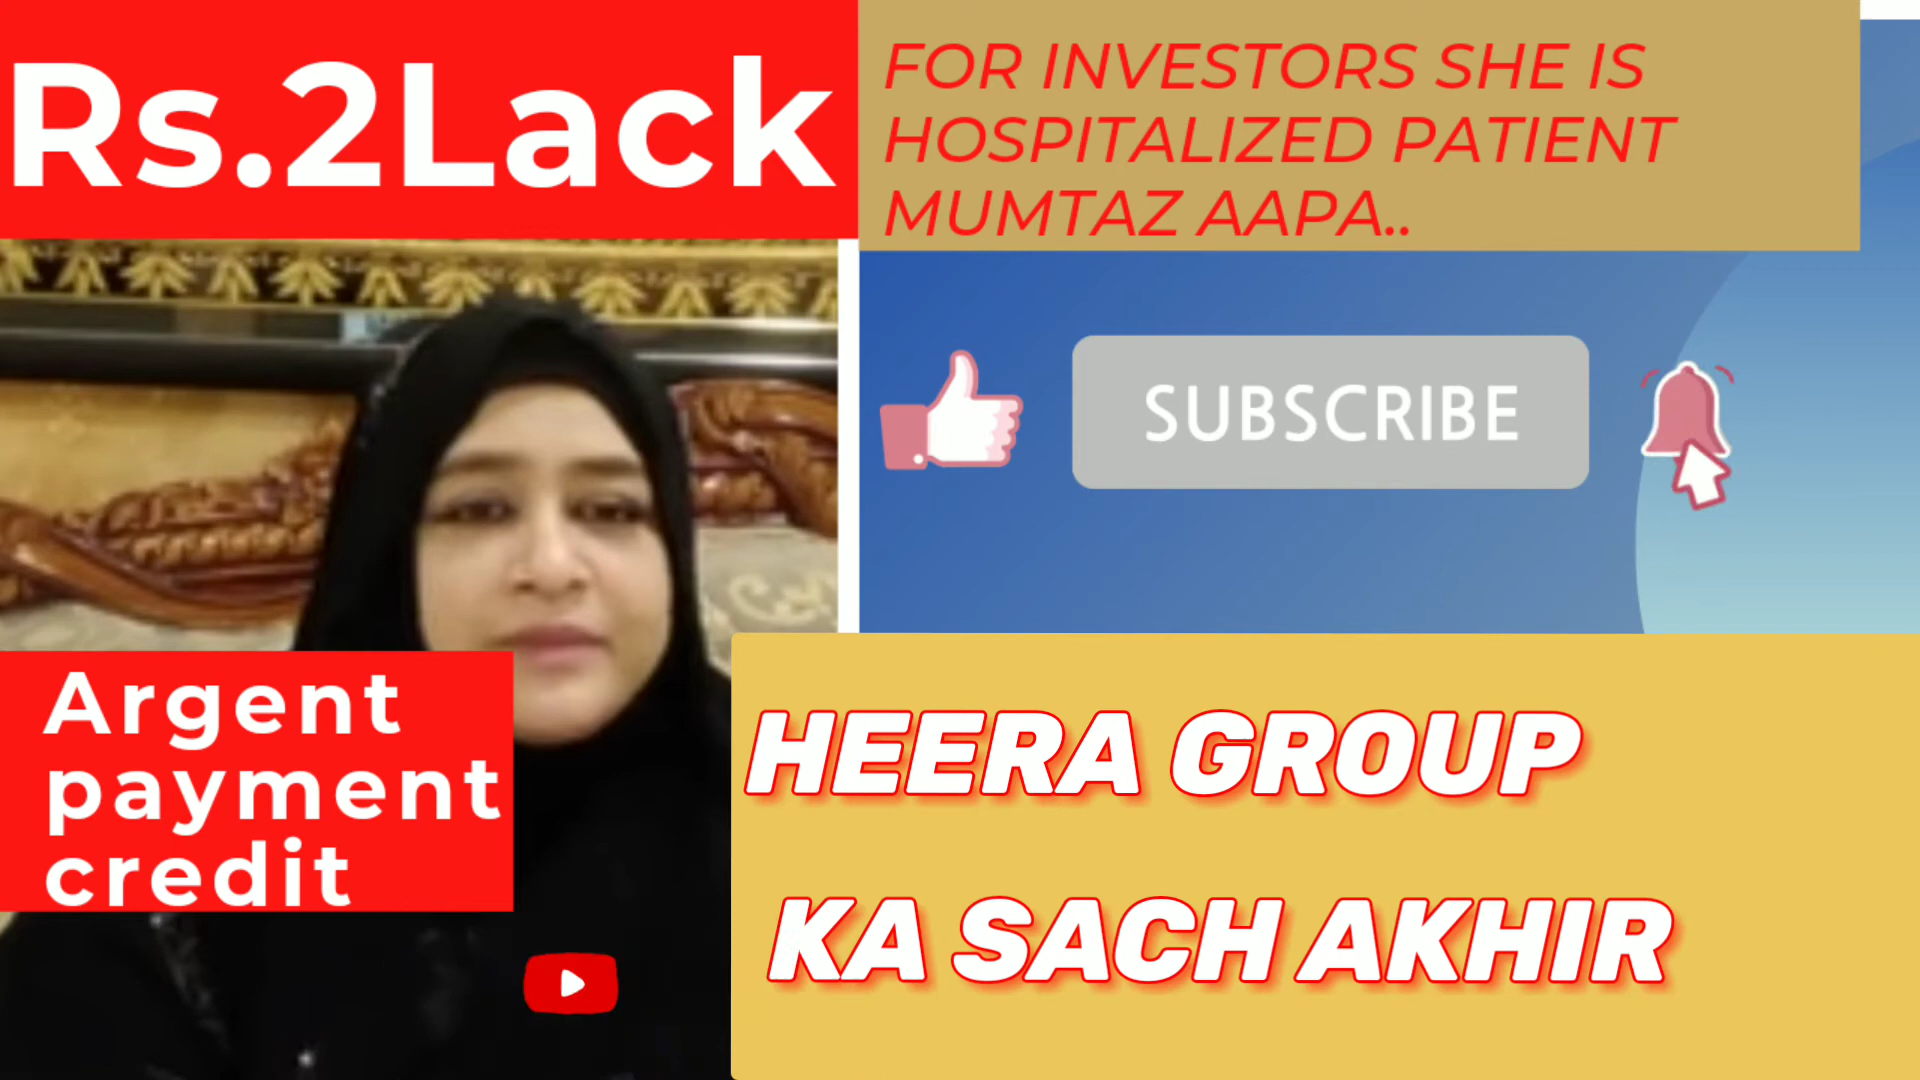 Rs.2Lack
FOR INVESTORS SHE IS
HOSPITALIZED PATIENT
MUMTAZ AAPA..
SUBSCRIBE
Argent
payment
credit
HEERA GROUP
KA SACH AKHIR